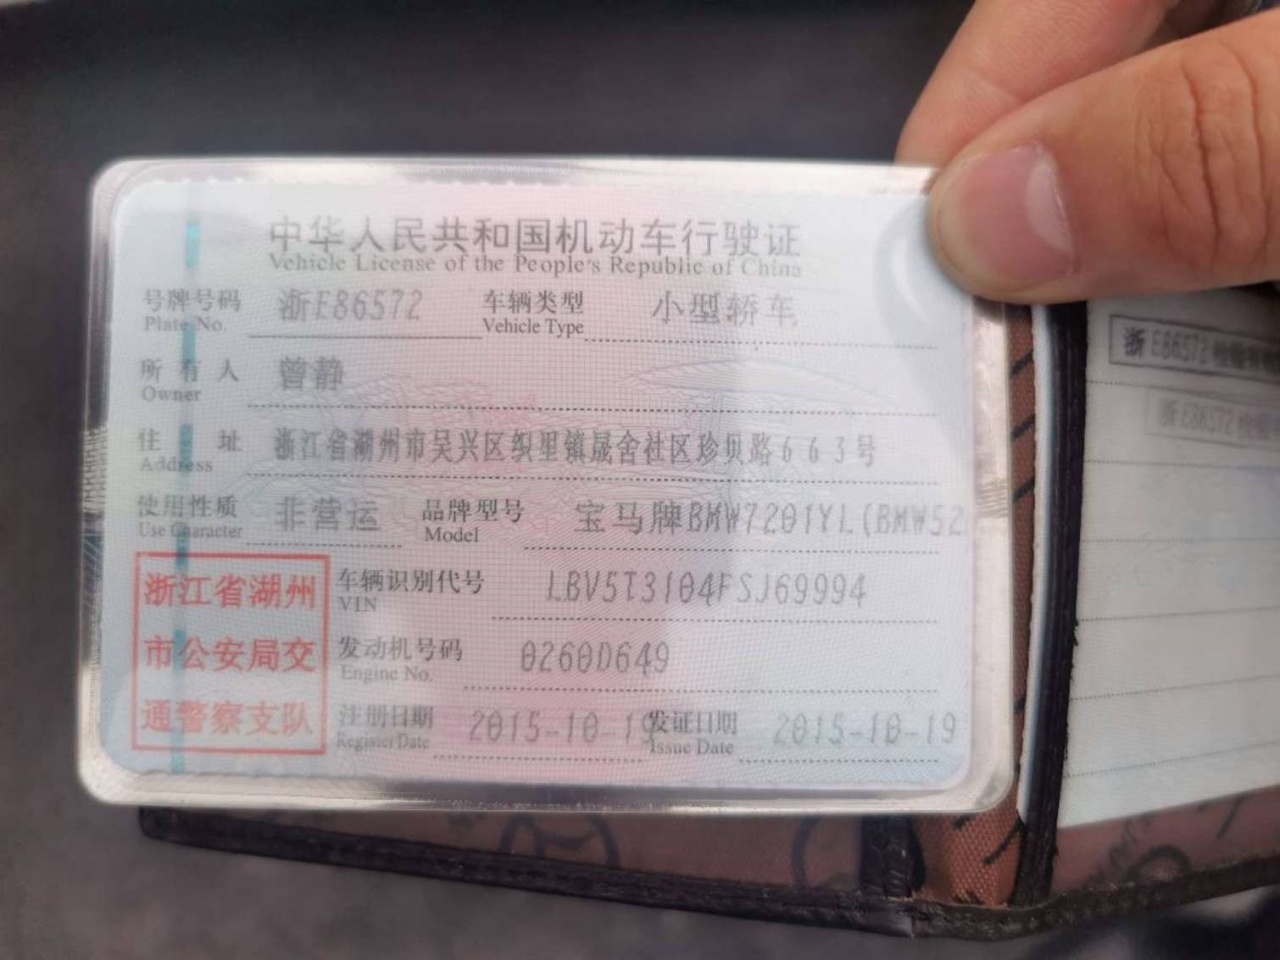 中华人民共和国机动车行驶证
Vehicle License of the People's Republic of China
号牌号码 浙E86572 车辆类型 小型轿车
Plate No. Vehicle Type
所有人 曾静
Owner
住址 浙江省湖州市吴兴区织里镇晟舍社区珍贝路663号
Address
使用性质 非营运 品牌型号 宝马牌BMW7201YL(BMW52
Use Character Model
浙江省湖州
市公安局交
通警察支队
车辆识别代号 LBV5T3104FSJ69994
VIN
发动机号码 0260D649
Engine No.
注册日期 2015-10-19 发证日期 2015-10-19
Register Date Issue Date
浙E86572
浙E86572